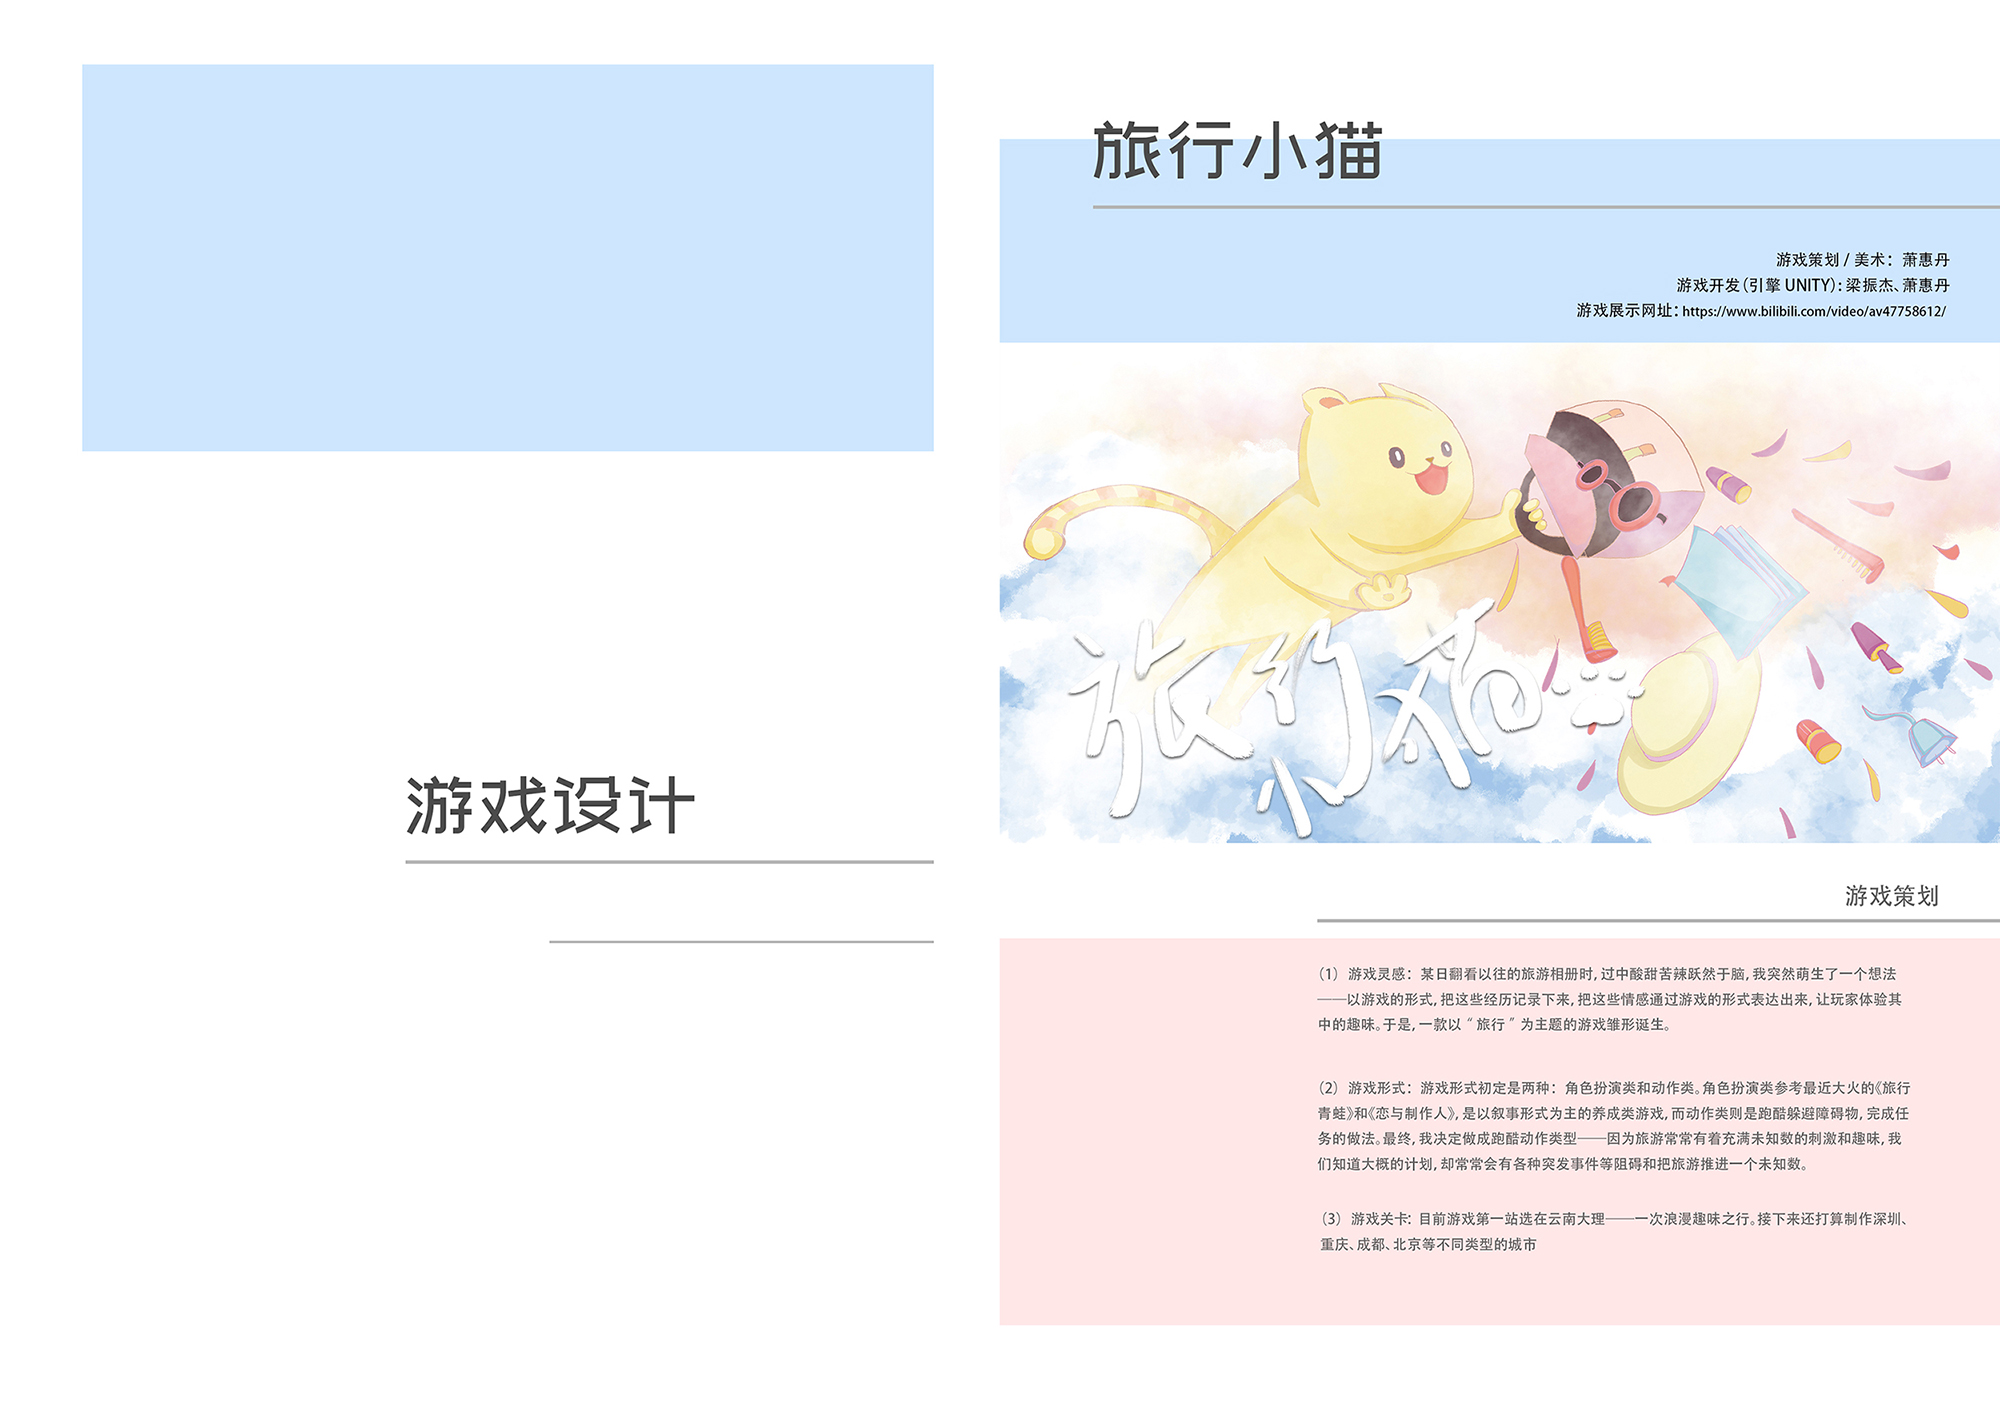 游戏设计
旅行小猫
游戏策划 / 美术：萧惠丹
游戏开发（引擎 UNITY）：梁振杰、萧惠丹
游戏展示网址：https://www.bilibili.com/video/av47758612/
旅行小猫
游戏策划
（1） 游戏灵感：某日翻看以往的旅游相册时，过中酸甜苦辣跃然于脑，我突然萌生了一个想法
——以游戏的形式，把这些经历记录下来，把这些情感通过游戏的形式表达出来，让玩家体验其
中的趣味。于是，一款以“旅行”为主题的游戏雏形诞生。
（2） 游戏形式：游戏形式初定是两种：角色扮演类和动作类。角色扮演类参考最近大火的《旅行
青蛙》和《恋与制作人》，是以叙事形式为主的养成类游戏，而动作类则是跑酷躲避障碍物，完成任
务的做法。最终，我决定做成跑酷动作类型——因为旅游常常有着充满未知数的刺激和趣味，我
们知道大概的计划，却常常会有各种突发事件等阻碍和把旅游推进一个未知数。
（3） 游戏关卡：目前游戏第一站选在云南大理——一次浪漫趣味之行。接下来还打算制作深圳、
重庆、成都、北京等不同类型的城市